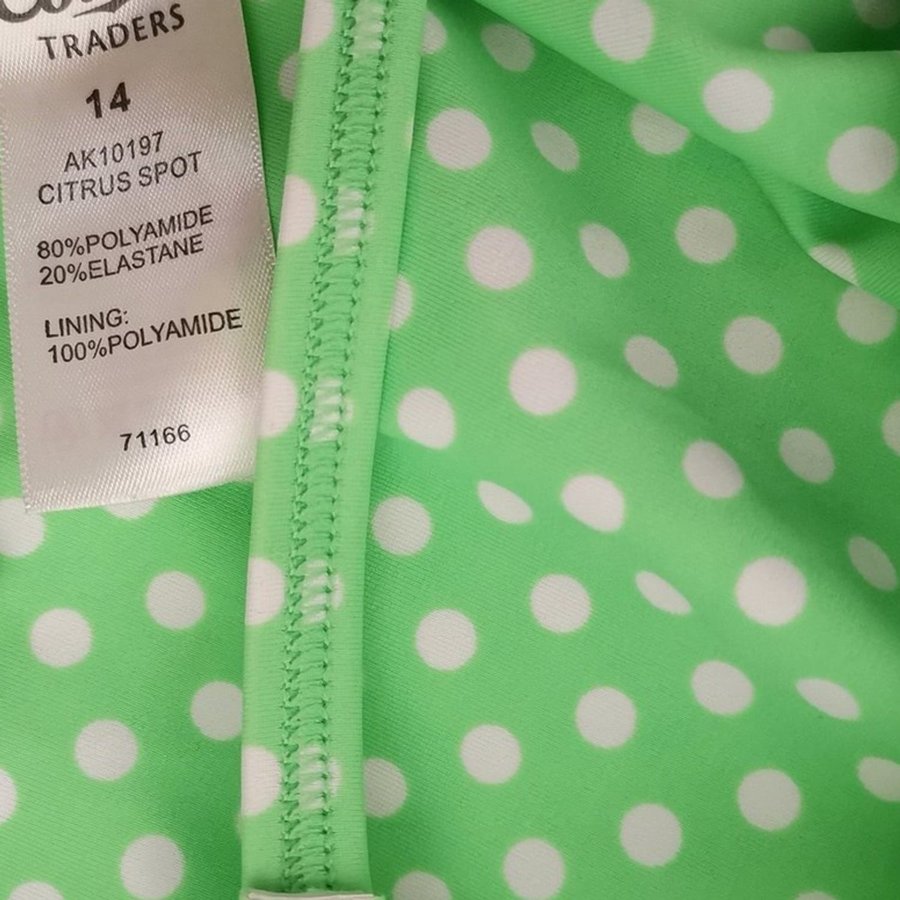 TRADERS
14
AK10197
CITRUS SPOT
80%POLYAMIDE
20%ELASTANE
LINING:
100%POLYAMIDE
71166